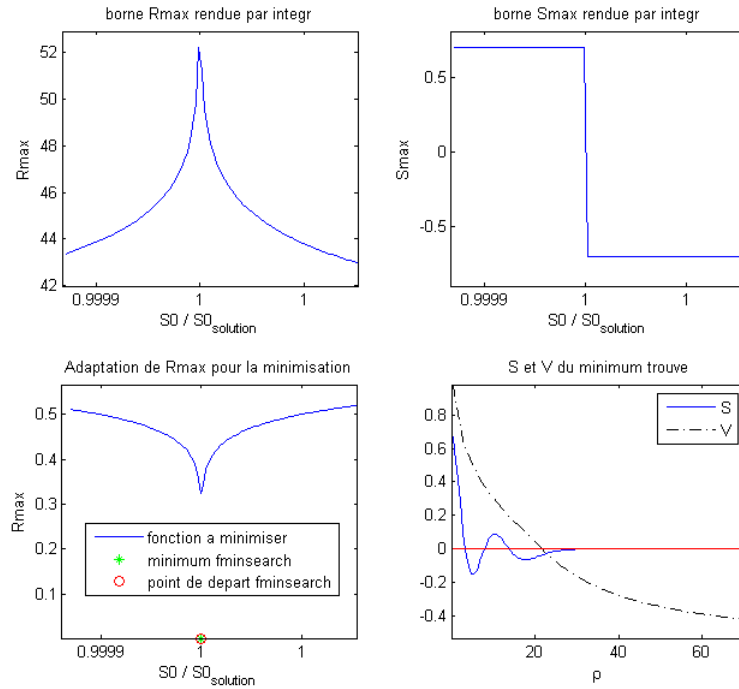 borne Rmax rendue par integr
52
50
48
46
44
42
Rmax
0.9999
1
1
S0 / S0solution
borne Smax rendue par integr
0.5
0
-0.5
Smax
0.9999
1
1
S0 / S0solution
Adaptation de Rmax pour la minimisation
0.5
0.4
0.3
0.2
0.1
Rmax
fonction a minimiser
minimum fminsearch
point de depart fminsearch
0.9999
1
1
S0 / S0solution
S et V du minimum trouve
0.8
0.6
0.4
0.2
0
-0.2
-0.4
S
V
20
40
60
ρ